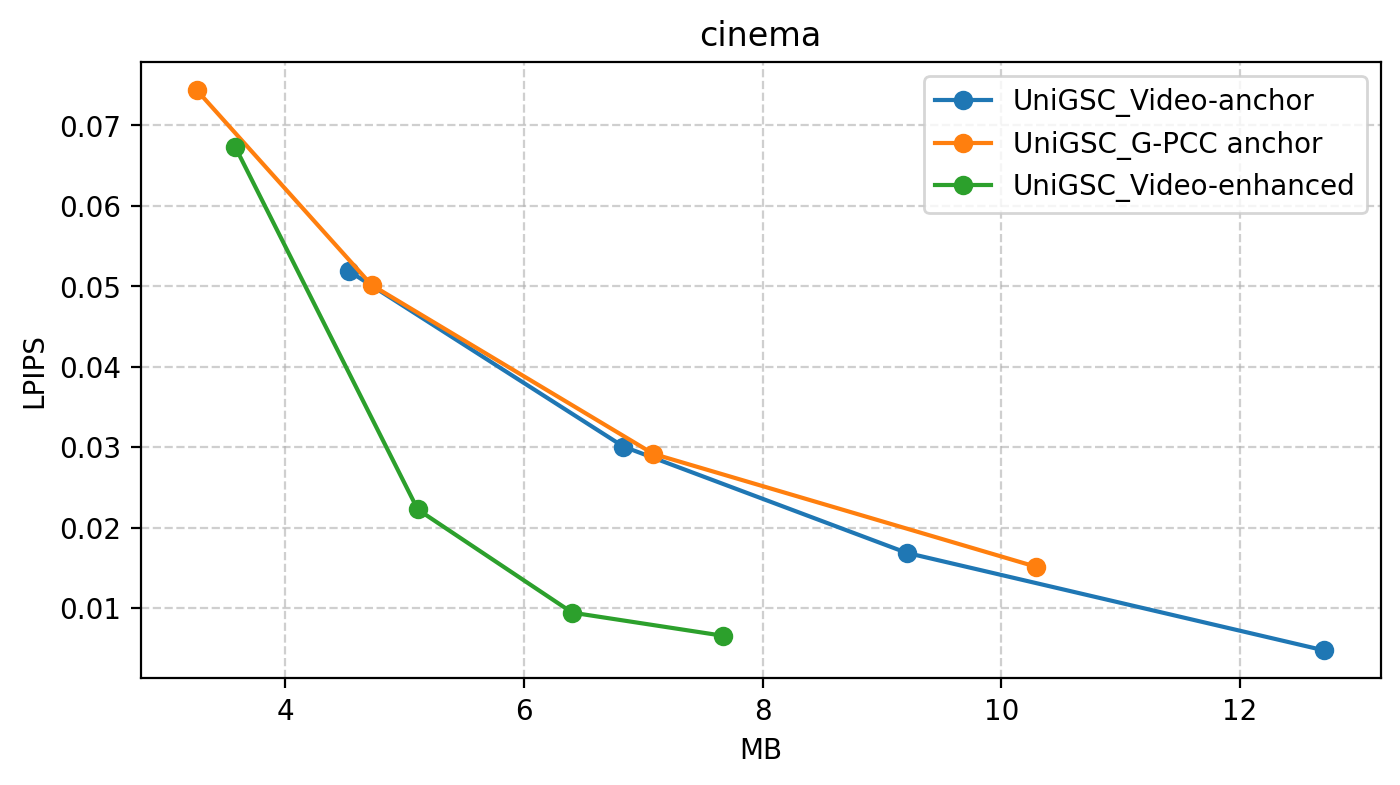 cinema
UniGSC_Video-anchor
UniGSC_G-PCC anchor
UniGSC_Video-enhanced
LPIPS
0.07
0.06
0.05
0.04
0.03
0.02
0.01
4 6 8 10 12
MB